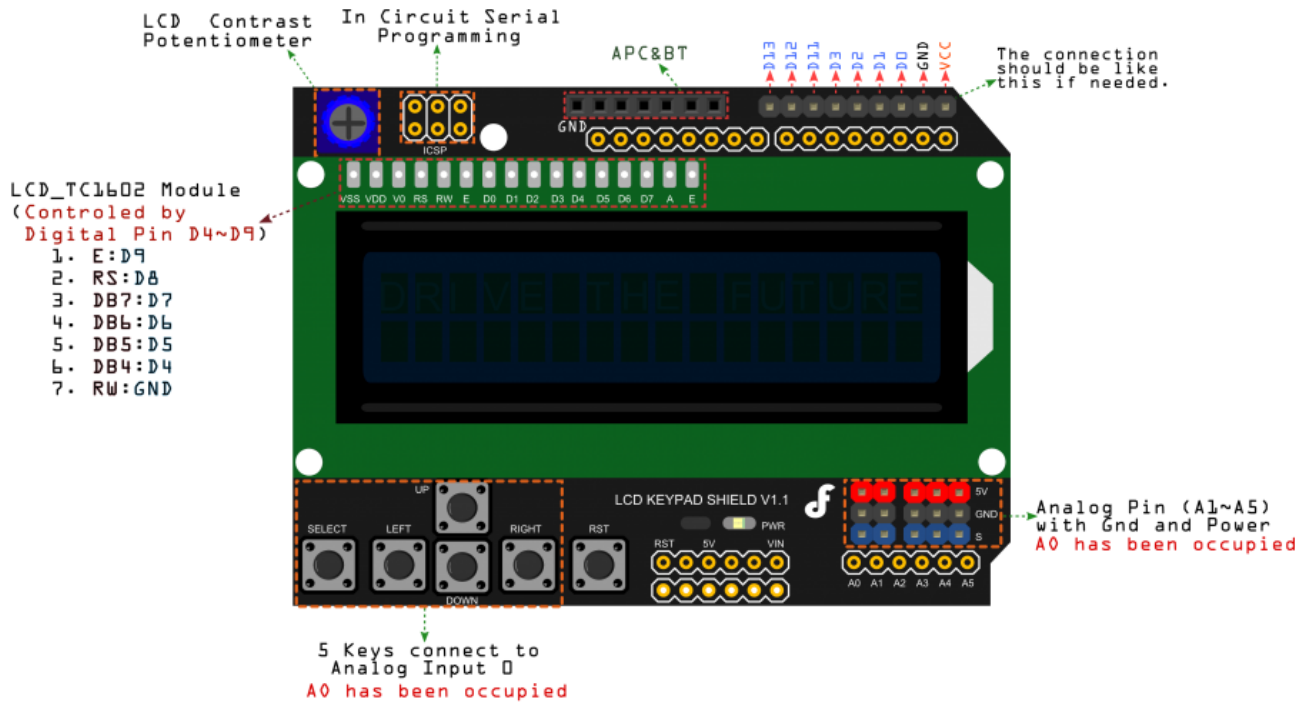 LCD Contrast
Potentiometer
In Circuit Serial
Programming
APC&BT
D13
D12
D11
D3
D2
D1
D0
GND
VCC
The connection
should be like
this if needed.
ICSP
GND
VSS VDD V0 RS RW E D0 D1 D2 D3 D4 D5 D6 D7 A E
LCD_TC1602 Module
(Controled by
Digital Pin D4~D9)
1. E:D9
2. RS:D8
3. DB7:D7
4. DB6:D6
5. DB5:D5
6. DB4:D4
7. RW:GND
DRIVE THE FUTURE
UP
SELECT LEFT RIGHT RST
DOWN
LCD KEYPAD SHIELD V1.1
PWR
RST 5V VIN
5V
GND
S
A0 A1 A2 A3 A4 A5
Analog Pin (A1~A5)
with Gnd and Power
A0 has been occupied
5 Keys connect to
Analog Input 0
A0 has been occupied